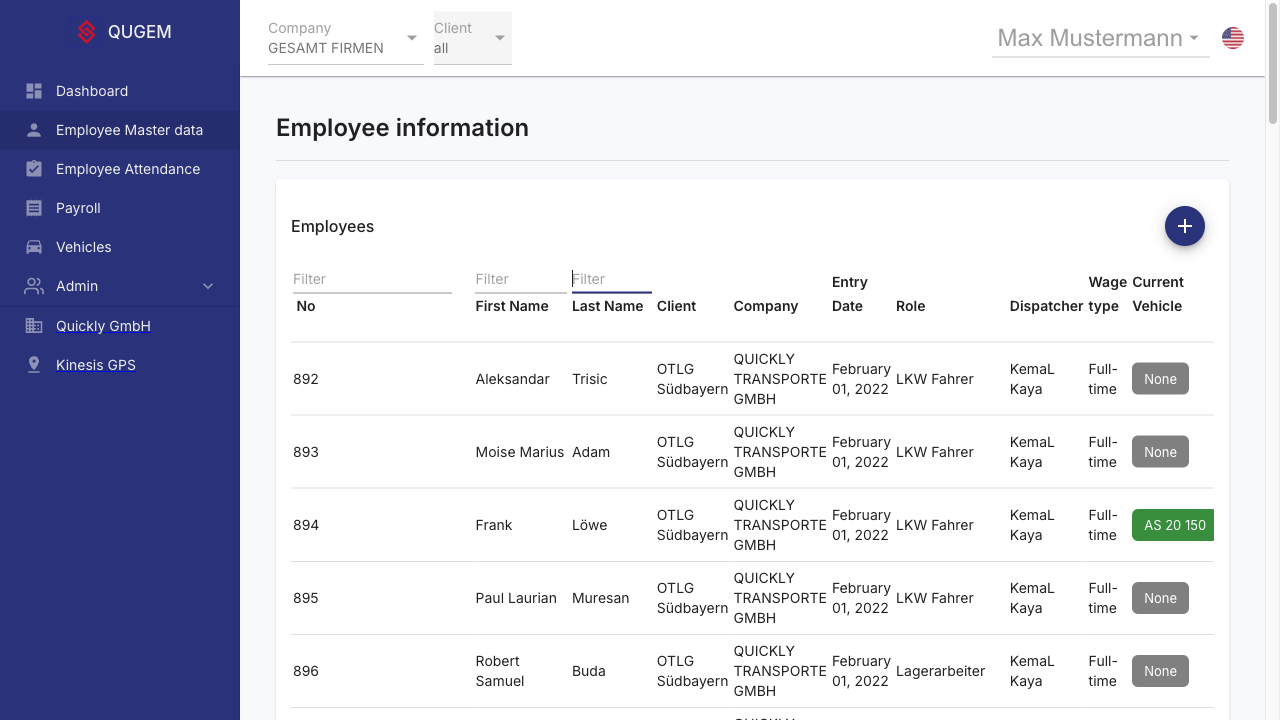 QUGEM
Dashboard
Employee Master data
Employee Attendance
Payroll
Vehicles
Admin
Quickly GmbH
Kinesis GPS
Company
GESAMT FIRMEN
Client
all
Max Mustermann
Employee information
Employees
Filter
Filter
Filter
No
First Name
Last Name
Client
Company
Entry
Date
Role
Dispatcher
Wage
type
Current
Vehicle
892
Aleksandar
Trisic
OTLG
Südbayern
QUICKLY
TRANSPORTE
GMBH
February
01, 2022
LKW Fahrer
KemaL
Kaya
Full-
time
None
893
Moise Marius
Adam
OTLG
Südbayern
QUICKLY
TRANSPORTE
GMBH
February
01, 2022
LKW Fahrer
KemaL
Kaya
Full-
time
None
894
Frank
Löwe
OTLG
Südbayern
QUICKLY
TRANSPORTE
GMBH
February
01, 2022
LKW Fahrer
KemaL
Kaya
Full-
time
AS 20 150
895
Paul Laurian
Muresan
OTLG
Südbayern
QUICKLY
TRANSPORTE
GMBH
February
01, 2022
LKW Fahrer
KemaL
Kaya
Full-
time
None
896
Robert
Samuel
Buda
OTLG
Südbayern
QUICKLY
TRANSPORTE
GMBH
February
01, 2022
Lagerarbeiter
KemaL
Kaya
Full-
time
None